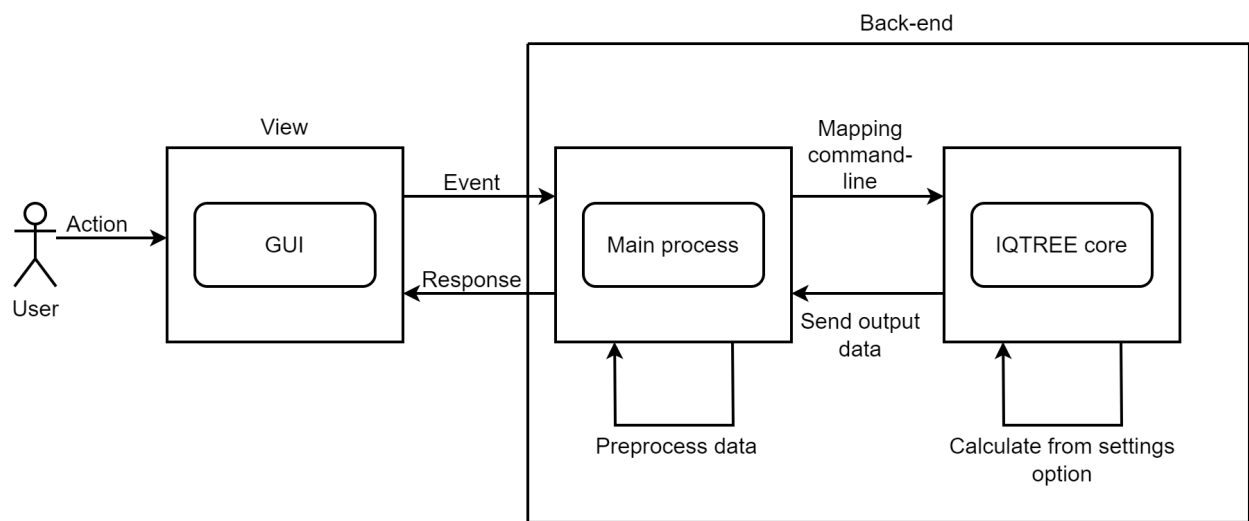 Back-end
View
Mapping
command-
line
Event
Action
GUI
Main process
IQTREE core
Response
User
Send output
data
Preprocess data
Calculate from settings
option